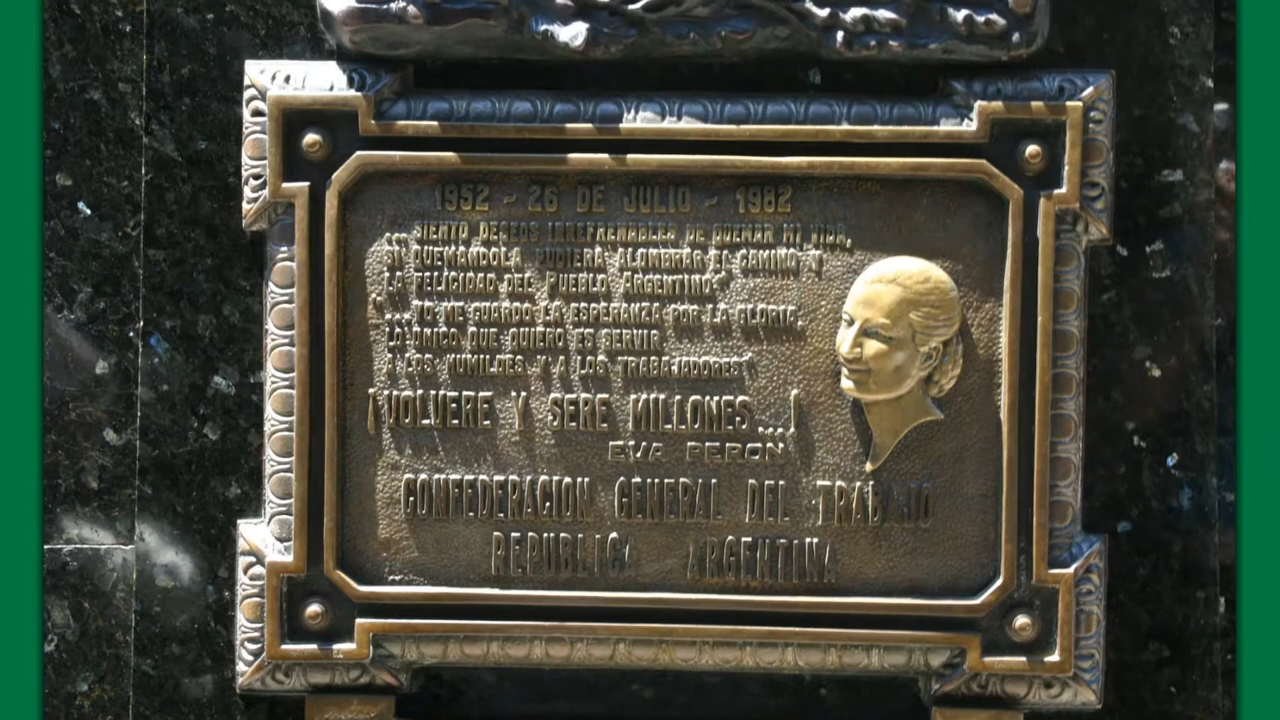 1952 - 26 DE JULIO - 1982
"... SIENTO DESEOS IRREFRENABLES DE QUEMAR MI VIDA,
SI QUEMANDOLA PUDIERA ALUMBRAR EL CAMINO Y
LA FELICIDAD DEL PUEBLO ARGENTINO"
"... YO ME GUARDO LA ESPERANZA POR LA GLORIA.
LO UNICO QUE QUIERO ES SERVIR
A LOS HUMILDES Y A LOS TRABAJADORES"
¡VOLVERE Y SERE MILLONES...!
EVA PERON
CONFEDERACION GENERAL DEL TRABAJO
REPUBLICA ARGENTINA